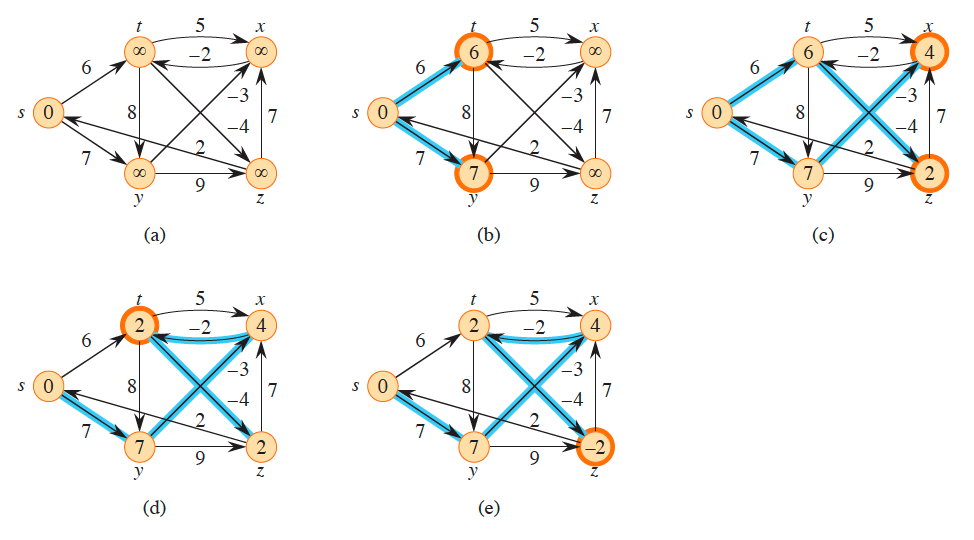 t 5 x
∞ −2 ∞
6
s 0 8 −3
−4 7
7 2
∞ 9 ∞
y z
(a)
t 5 x
6 −2 ∞
6
s 0 8 −3
−4 7
7 2
7 9 ∞
y z
(b)
t 5 x
6 −2 4
6
s 0 8 −3
−4 7
7 2
7 9 2
y z
(c)
t 5 x
2 −2 4
6
s 0 8 −3
−4 7
7 2
7 9 2
y z
(d)
t 5 x
2 −2 4
6
s 0 8 −3
−4 7
7 2
7 9 −2
y z
(e)